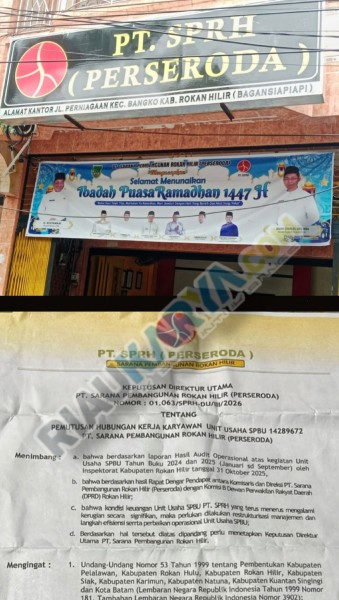 PT. SPRH
( PERSERODA )
ALAMAT KANTOR JL. PERNIAGAAN KEC. BANGKO KAB. ROKAN HILIR ( BAGANSIAPIAPI )
Selamat Menunaikan
Ibadah Puasa Ramadhan 1447 H
RIAUKARYA.COM
PT. SPRH ( PERSERODA )
SARANA PEMBANGUNAN ROKAN HILIR
KEPUTUSAN DIREKTUR UTAMA
PT. SARANA PEMBANGUNAN ROKAN HILIR (PERSERODA)
NOMOR : 01.063/SPRH-DU/III/2026
TENTANG
PEMUTUSAN HUBUNGAN KERJA KARYAWAN UNIT USAHA SPBU 14289672
PT. SARANA PEMBANGUNAN ROKAN HILIR (PERSERODA)
Menimbang : a. bahwa berdasarkan laporan Hasil Audit Operasional atas kegiatan Unit
Usaha SPBU Tahun Buku 2024 dan 2025 (Januari sd September) oleh
Inspektorat Kabupaten Rokan Hilir tanggal 31 Oktober 2025,
b. bahwa berdasarkan hasil Rapat Dengar Pendapat antara Komisaris dan Direksi PT. Sarana
Pembangunan Rokan Hilir (Perseroda) dengan Komisi B Dewan Perwakilan Rakyat Daerah
(DPRD) Rokan Hilir;
c. bahwa kondisi keuangan Unit Usaha SPBU PT. SPRH yang terus menerus mengalami
kerugian secara signifikan, maka perlukan dilakukan restrukturisasi manajemen dan
langkah efisiensi serta perbaikan operasional Unit Usaha SPBU;
d. Berdasarkan hal tersebut diatas dipandang perlu menetapkan Keputusan Direktur
Utama PT. Sarana Pembangunan Rokan Hilir.
Mengingat : 1. Undang-Undang Nomor 53 Tahun 1999 tentang Pembentukan Kabupaten
Pelalawan, Kabupaten Rokan Hulu, Kabupaten Rokan Hilir, Kabupaten
Siak, Kabupaten Karimun, Kabupaten Natuna, Kabupaten Kuantan Singingi
dan Kota Batam (Lembaran Negara Republik Indonesia Tahun 1999 Nomor
181, Tambahan Lembaran Negara Republik Indonesia Nomor 3902);